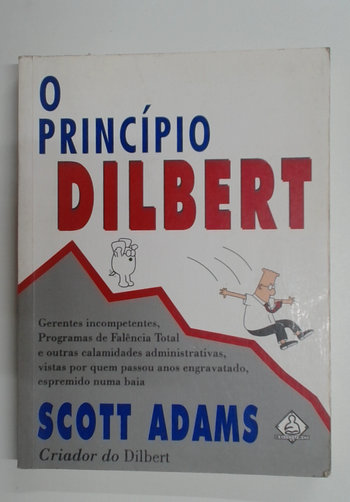 O
PRINCÍPIO
DILBERT
Gerentes incompetentes,
Programas de Falência Total
e outras calamidades administrativas,
vistas por quem passou anos engravatado,
espremido numa baia
SCOTT ADAMS
Criador do Dilbert